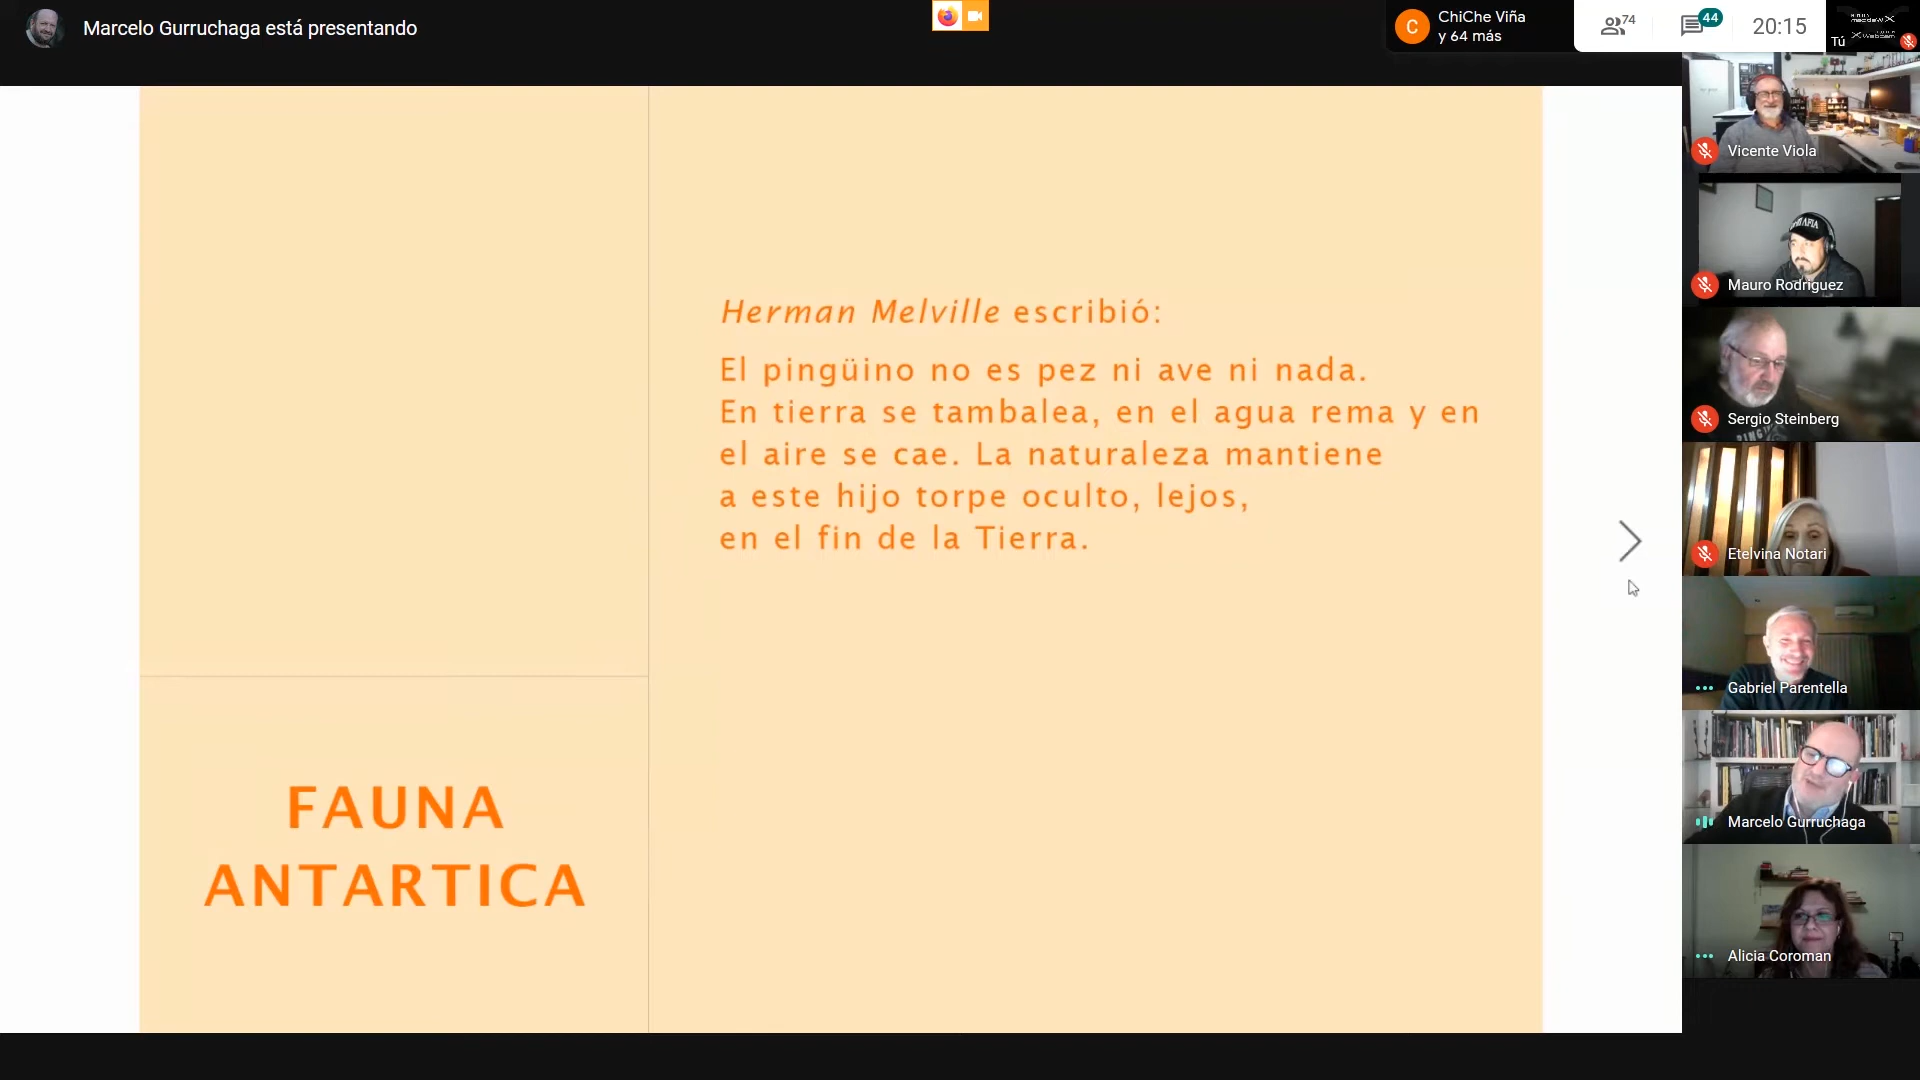 Marcelo Gurruchaga está presentando
C
ChiChe Viña
y 64 más
74
44
20:15
Tú
Herman Melville escribió:
El pingüino no es pez ni ave ni nada.
En tierra se tambalea, en el agua rema y en
el aire se cae. La naturaleza mantiene
a este hijo torpe oculto, lejos,
en el fin de la Tierra.
FAUNA
ANTARTICA
Vicente Viola
Mauro Rodriguez
Sergio Steinberg
Etelvina Notari
Gabriel Parentella
Marcelo Gurruchaga
Alicia Coroman